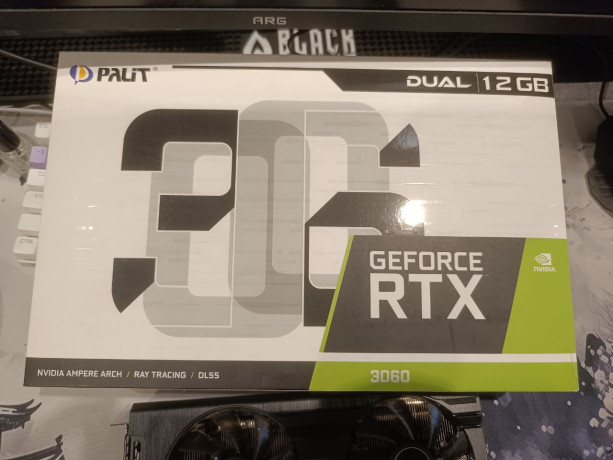 ARG
BLACK
PALIT®
DUAL | 12 GB
306
GEFORCE
RTX
NVIDIA
NVIDIA AMPERE ARCH / RAY TRACING / DLSS
3060